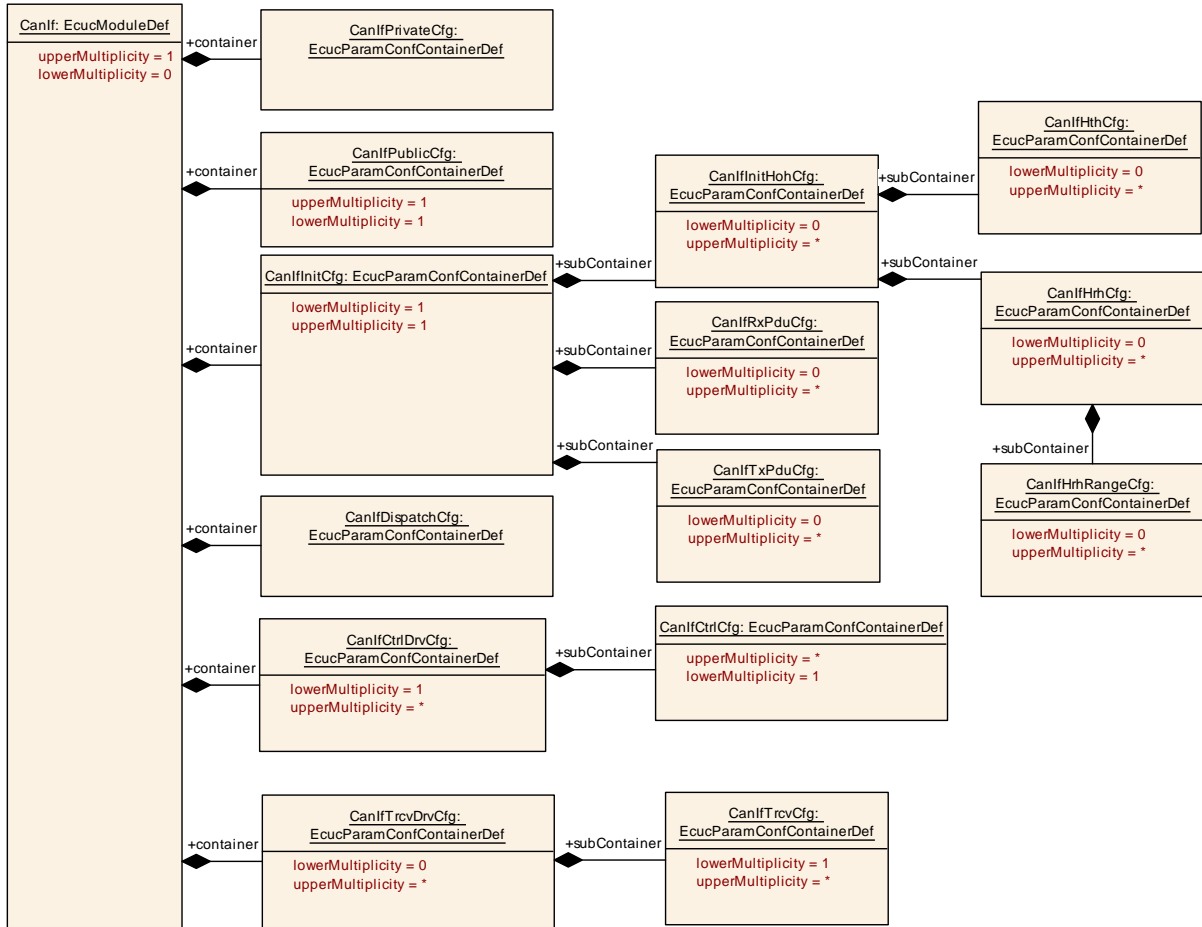 CanIf: EcucModuleDef
upperMultiplicity = 1
lowerMultiplicity = 0
+container
CanIfPrivateCfg:
EcucParamConfContainerDef
+container
CanIfPublicCfg:
EcucParamConfContainerDef
upperMultiplicity = 1
lowerMultiplicity = 1
+container
CanIfInitCfg: EcucParamConfContainerDef
lowerMultiplicity = 1
upperMultiplicity = 1
+subContainer
CanIfInitHohCfg:
EcucParamConfContainerDef
lowerMultiplicity = 0
upperMultiplicity = *
+subContainer
CanIfHthCfg:
EcucParamConfContainerDef
lowerMultiplicity = 0
upperMultiplicity = *
+subContainer
CanIfHrhCfg:
EcucParamConfContainerDef
lowerMultiplicity = 0
upperMultiplicity = *
+subContainer
CanIfHrhRangeCfg:
EcucParamConfContainerDef
lowerMultiplicity = 0
upperMultiplicity = *
+subContainer
CanIfRxPduCfg:
EcucParamConfContainerDef
lowerMultiplicity = 0
upperMultiplicity = *
+subContainer
CanIfTxPduCfg:
EcucParamConfContainerDef
lowerMultiplicity = 0
upperMultiplicity = *
+container
CanIfDispatchCfg:
EcucParamConfContainerDef
+container
CanIfCtrlDrvCfg:
EcucParamConfContainerDef
lowerMultiplicity = 1
upperMultiplicity = *
+subContainer
CanIfCtrlCfg: EcucParamConfContainerDef
upperMultiplicity = *
lowerMultiplicity = 1
+container
CanIfTrcvDrvCfg:
EcucParamConfContainerDef
lowerMultiplicity = 0
upperMultiplicity = *
+subContainer
CanIfTrcvCfg:
EcucParamConfContainerDef
lowerMultiplicity = 1
upperMultiplicity = *